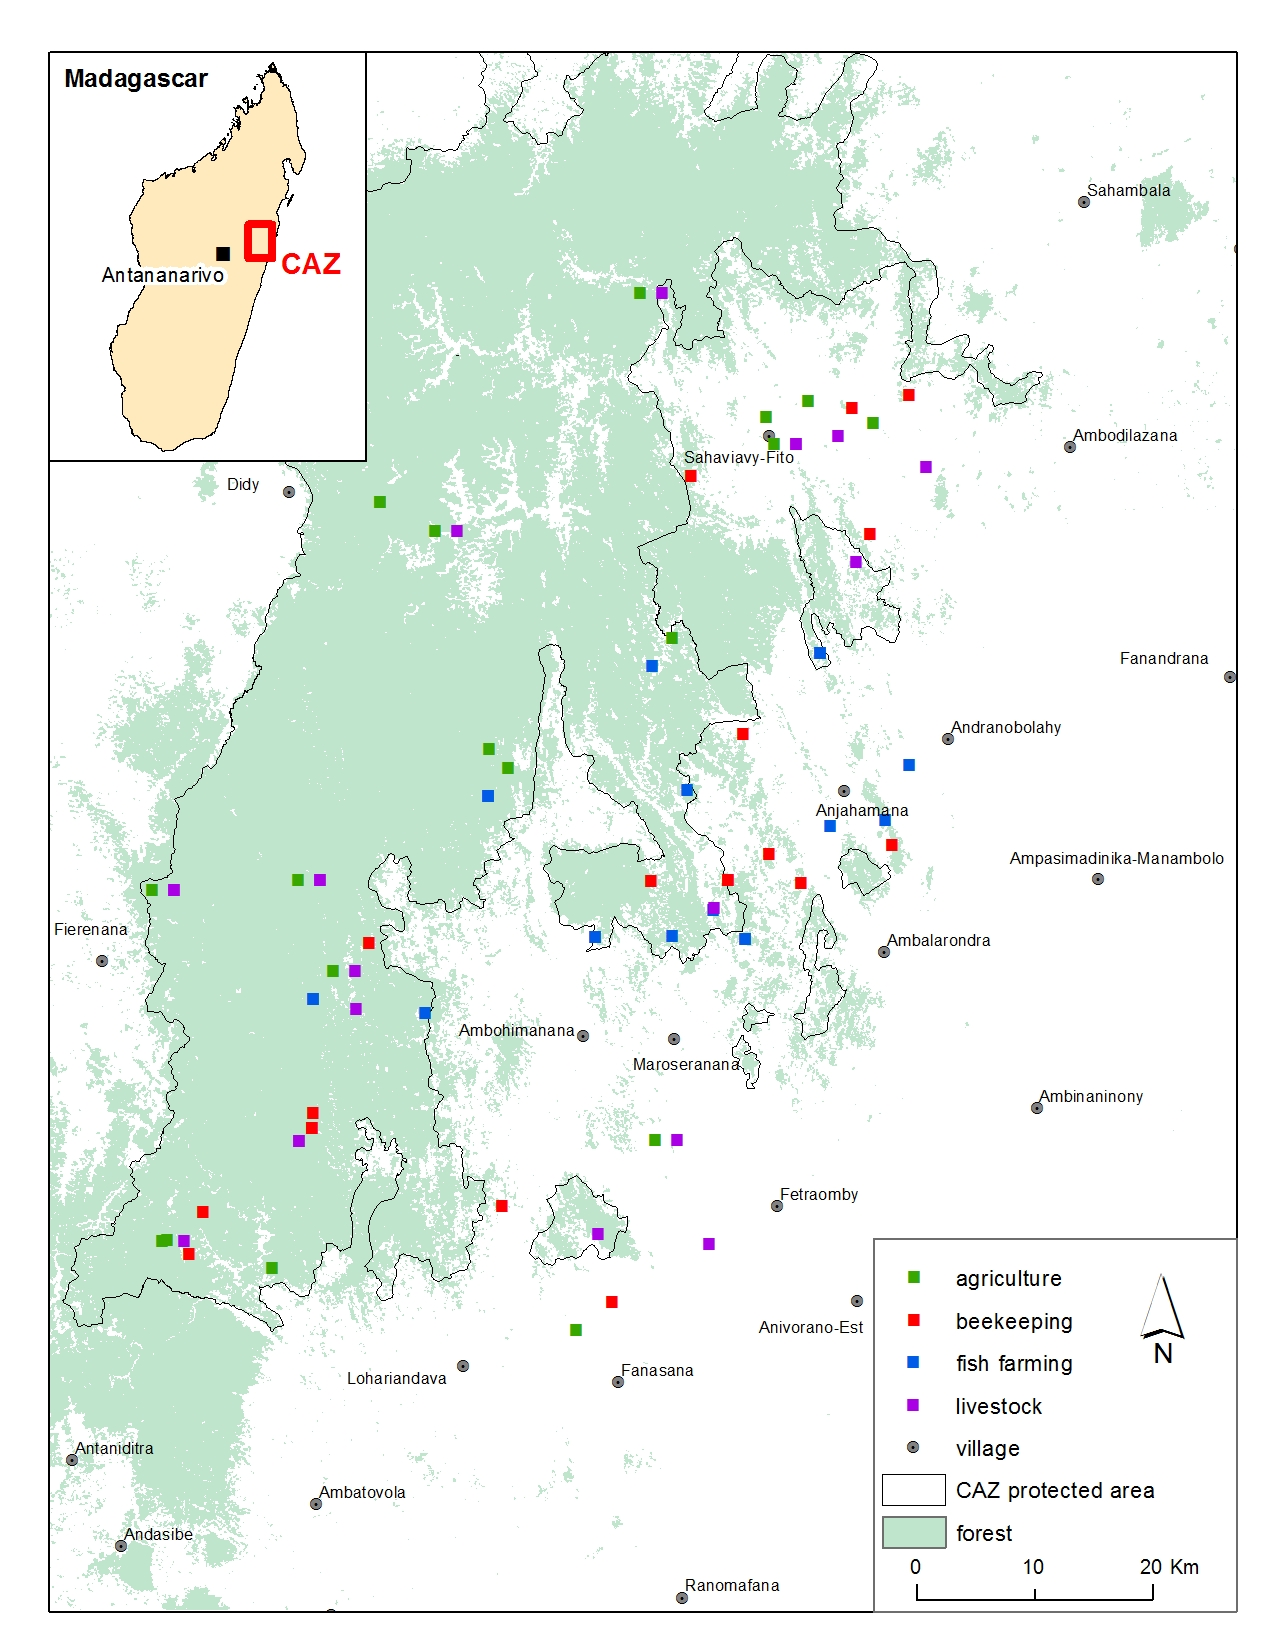 Madagascar
Antananarivo
CAZ
Sahambala
Ambodilazana
Sahaviavy-Fito
Didy
Fanandrana
Andranobolahy
Anjahamana
Ampasimadinika-Manambolo
Fierenana
Ambalarondra
Ambohimanana
Maroseranana
Ambinaninony
Fetraomby
Anivorano-Est
Lohariandava
Fanasana
Antaniditra
Ambatovola
Andasibe
Ranomafana
agriculture
beekeeping
fish farming
livestock
village
CAZ protected area
forest
N
0 10 20 Km